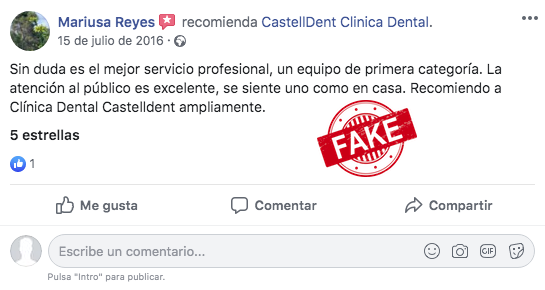 Mariusa Reyes recomienda CastellDent Clinica Dental.
15 de julio de 2016 ·
Sin duda es el mejor servicio profesional, un equipo de primera categoría. La
atención al público es excelente, se siente uno como en casa. Recomiendo a
Clínica Dental Castelldent ampliamente.
5 estrellas
FAKE
1
Me gusta Comentar Compartir
Escribe un comentario... GIF
Pulsa "Intro" para publicar.